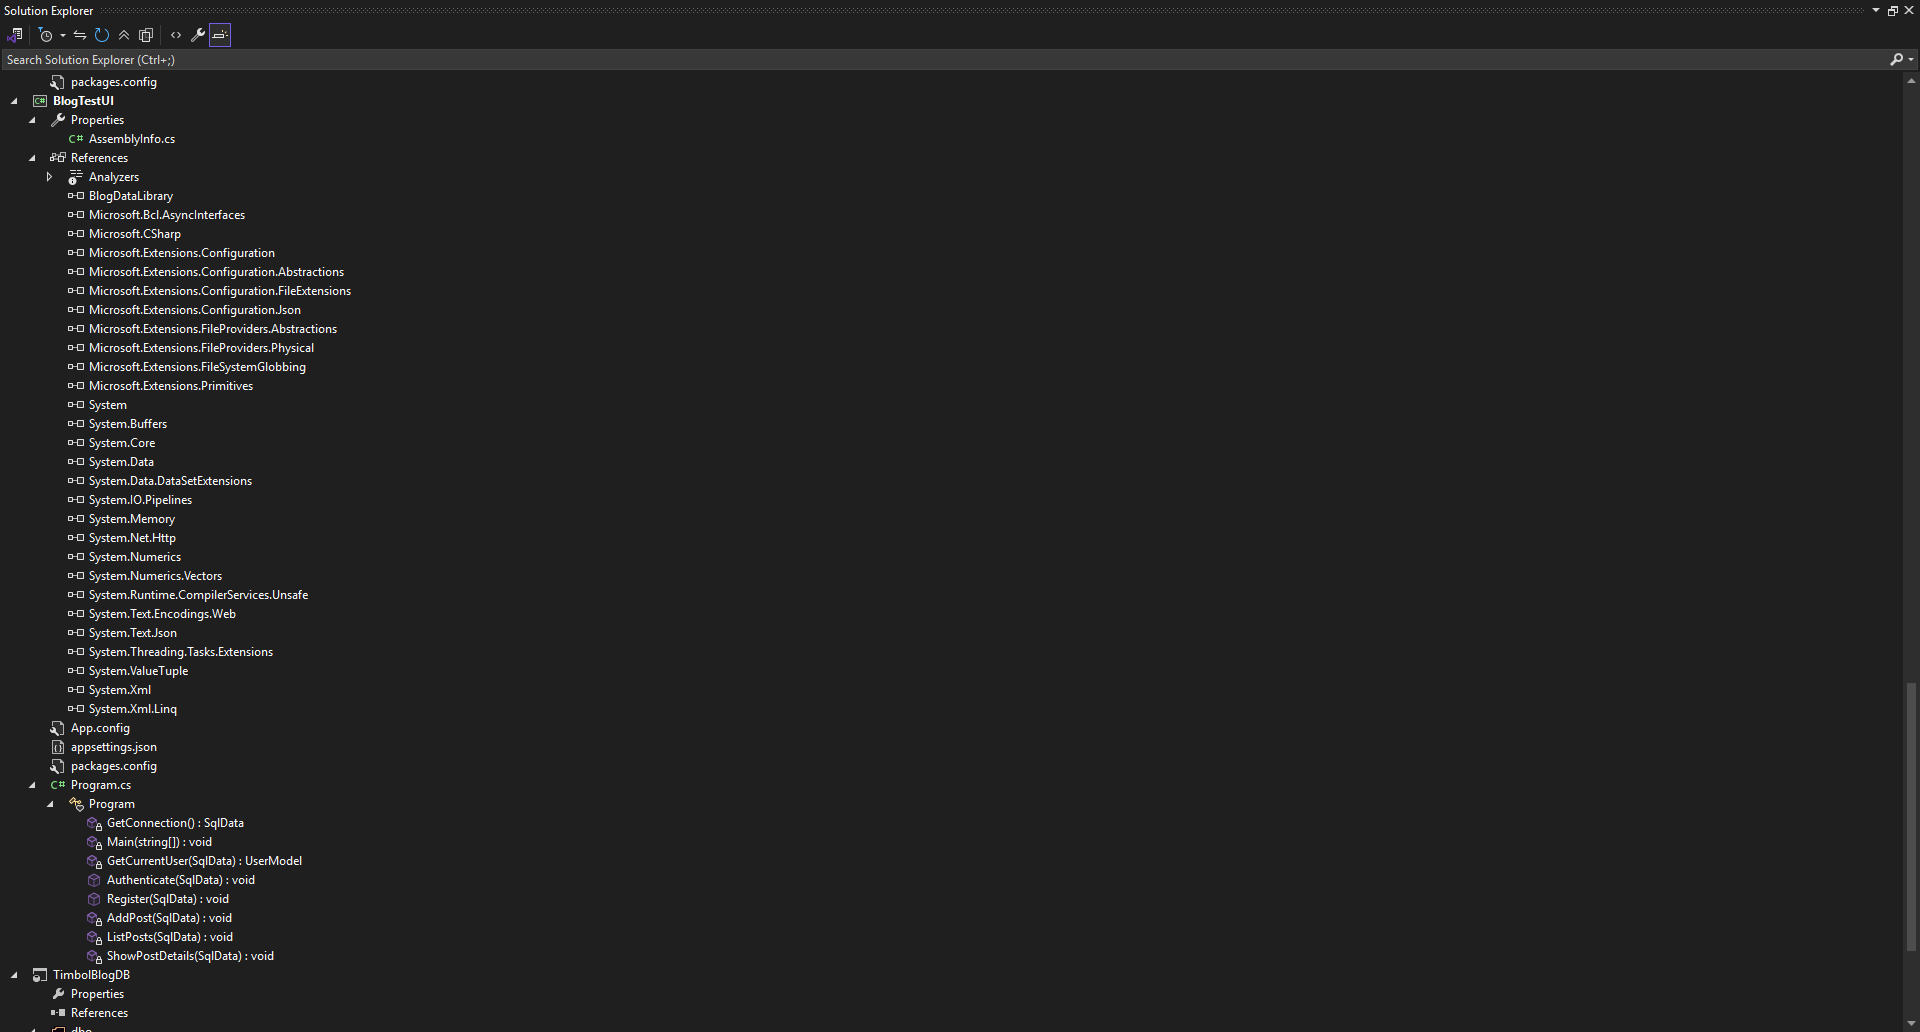 Solution Explorer
Search Solution Explorer (Ctrl+;)
packages.config
C# BlogTestUI
Properties
C# AssemblyInfo.cs
References
Analyzers
BlogDataLibrary
Microsoft.Bcl.AsyncInterfaces
Microsoft.CSharp
Microsoft.Extensions.Configuration
Microsoft.Extensions.Configuration.Abstractions
Microsoft.Extensions.Configuration.FileExtensions
Microsoft.Extensions.Configuration.Json
Microsoft.Extensions.FileProviders.Abstractions
Microsoft.Extensions.FileProviders.Physical
Microsoft.Extensions.FileSystemGlobbing
Microsoft.Extensions.Primitives
System
System.Buffers
System.Core
System.Data
System.Data.DataSetExtensions
System.IO.Pipelines
System.Memory
System.Net.Http
System.Numerics
System.Numerics.Vectors
System.Runtime.CompilerServices.Unsafe
System.Text.Encodings.Web
System.Text.Json
System.Threading.Tasks.Extensions
System.ValueTuple
System.Xml
System.Xml.Linq
App.config
appsettings.json
packages.config
C# Program.cs
Program
GetConnection() : SqlData
Main(string[]) : void
GetCurrentUser(SqlData) : UserModel
Authenticate(SqlData) : void
Register(SqlData) : void
AddPost(SqlData) : void
ListPosts(SqlData) : void
ShowPostDetails(SqlData) : void
TimbolBlogDB
Properties
References
dbo